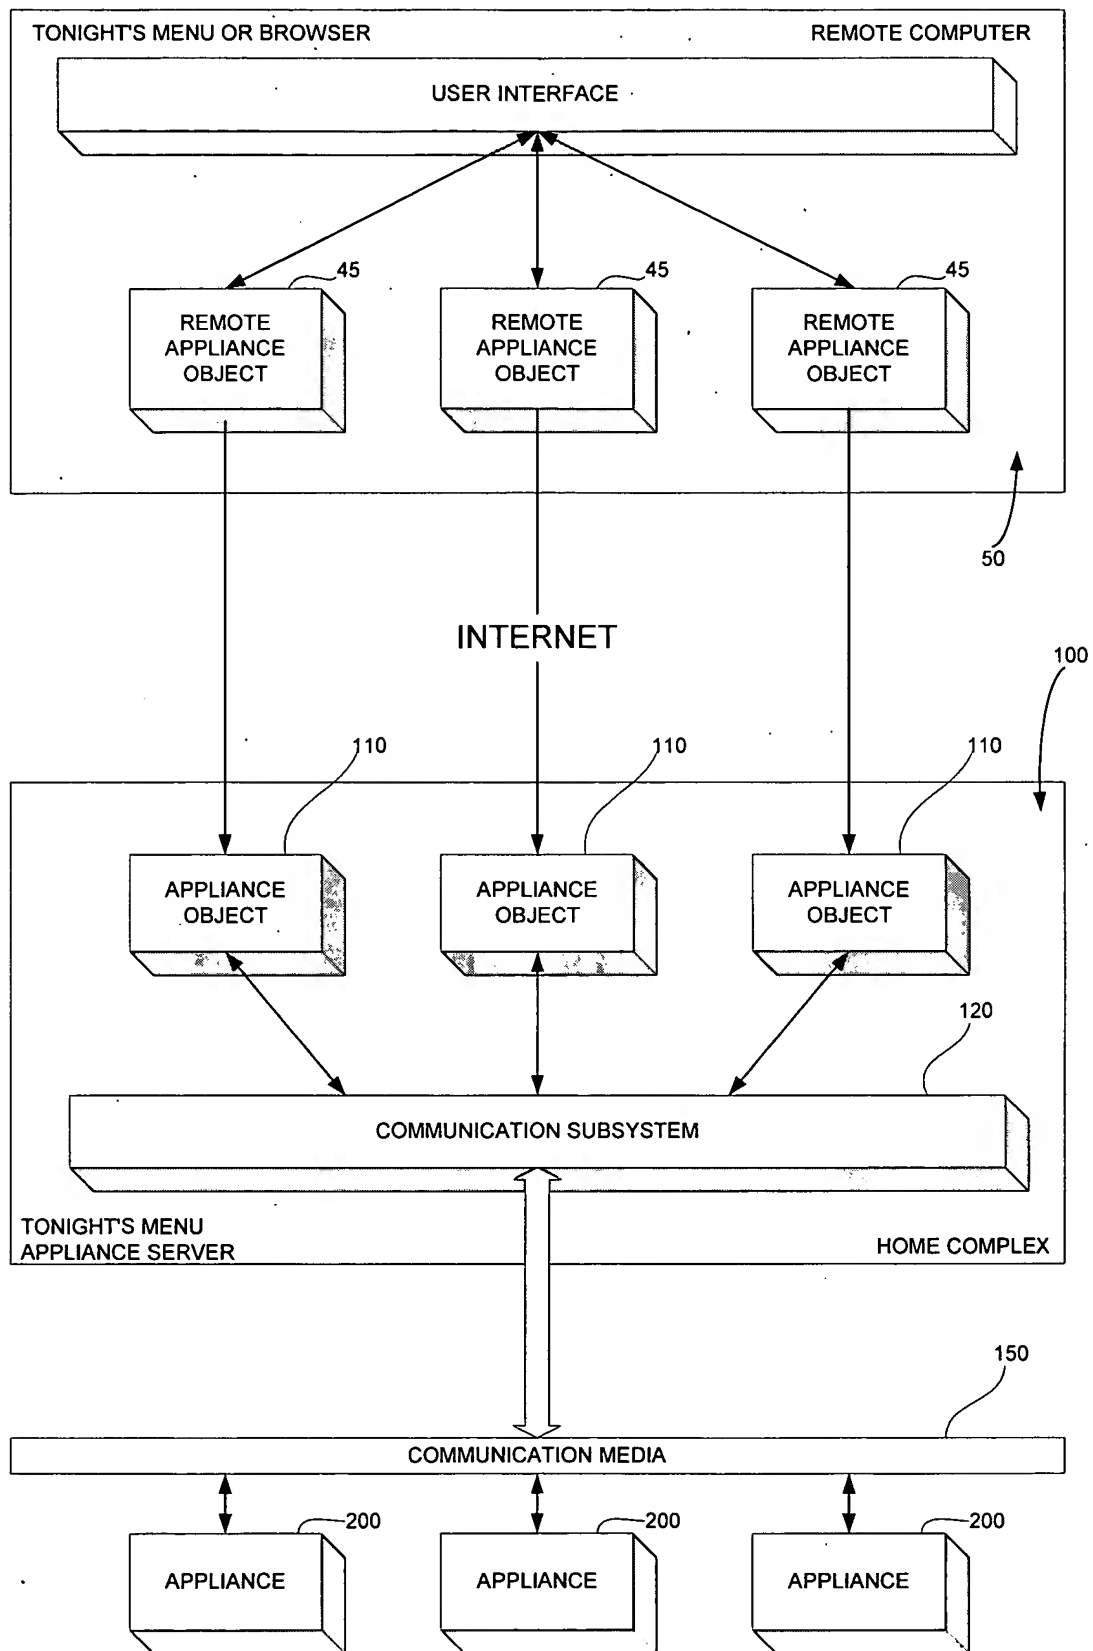 TONIGHT'S MENU OR BROWSER
REMOTE COMPUTER
USER INTERFACE
45
45
45
REMOTE
APPLIANCE
OBJECT
REMOTE
APPLIANCE
OBJECT
REMOTE
APPLIANCE
OBJECT
50
INTERNET
100
110
110
110
APPLIANCE
OBJECT
APPLIANCE
OBJECT
APPLIANCE
OBJECT
120
COMMUNICATION SUBSYSTEM
TONIGHT'S MENU
APPLIANCE SERVER
HOME COMPLEX
150
COMMUNICATION MEDIA
200
200
200
APPLIANCE
APPLIANCE
APPLIANCE